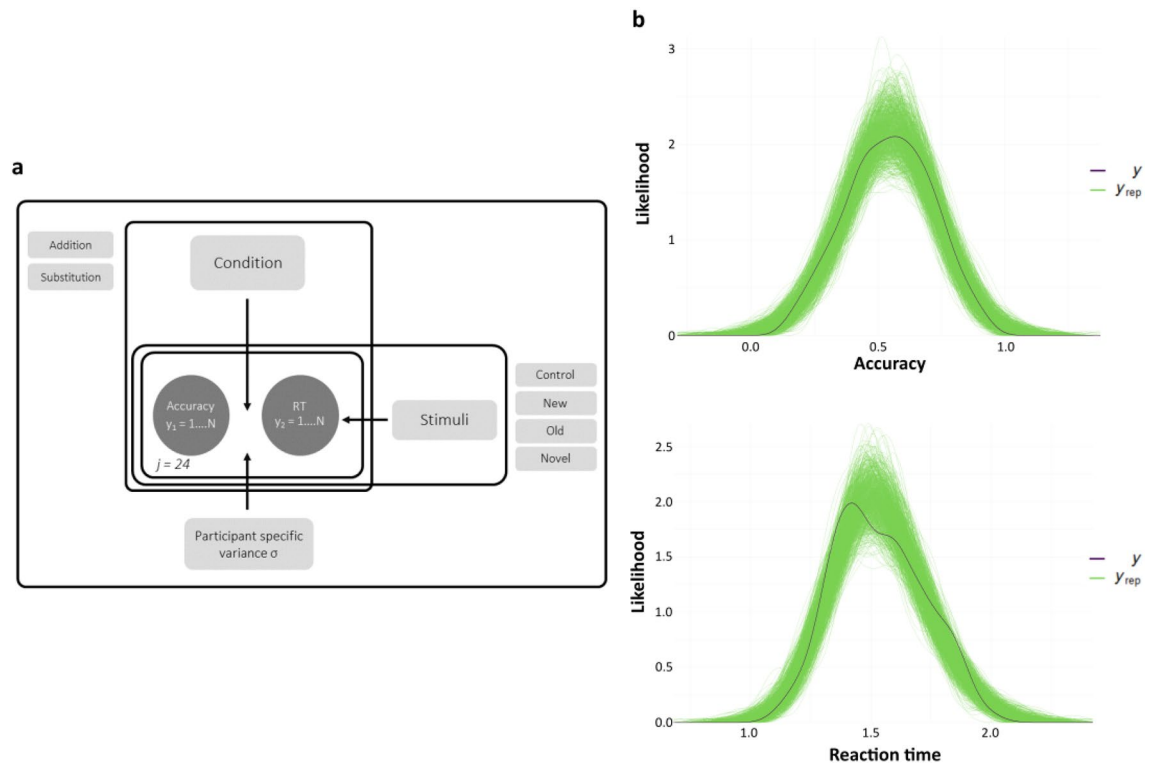 a
Addition
Substitution
Condition
Accuracy
y₁ = 1....N
RT
y₂ = 1....N
j = 24
Stimuli
Control
New
Old
Novel
Participant specific
variance σ
b
Likelihood
3
2
1
0
0.0 0.5 1.0
Accuracy
y
y rep
Likelihood
2.5
2.0
1.5
1.0
0.5
0.0
1.0 1.5 2.0
Reaction time
y
y rep